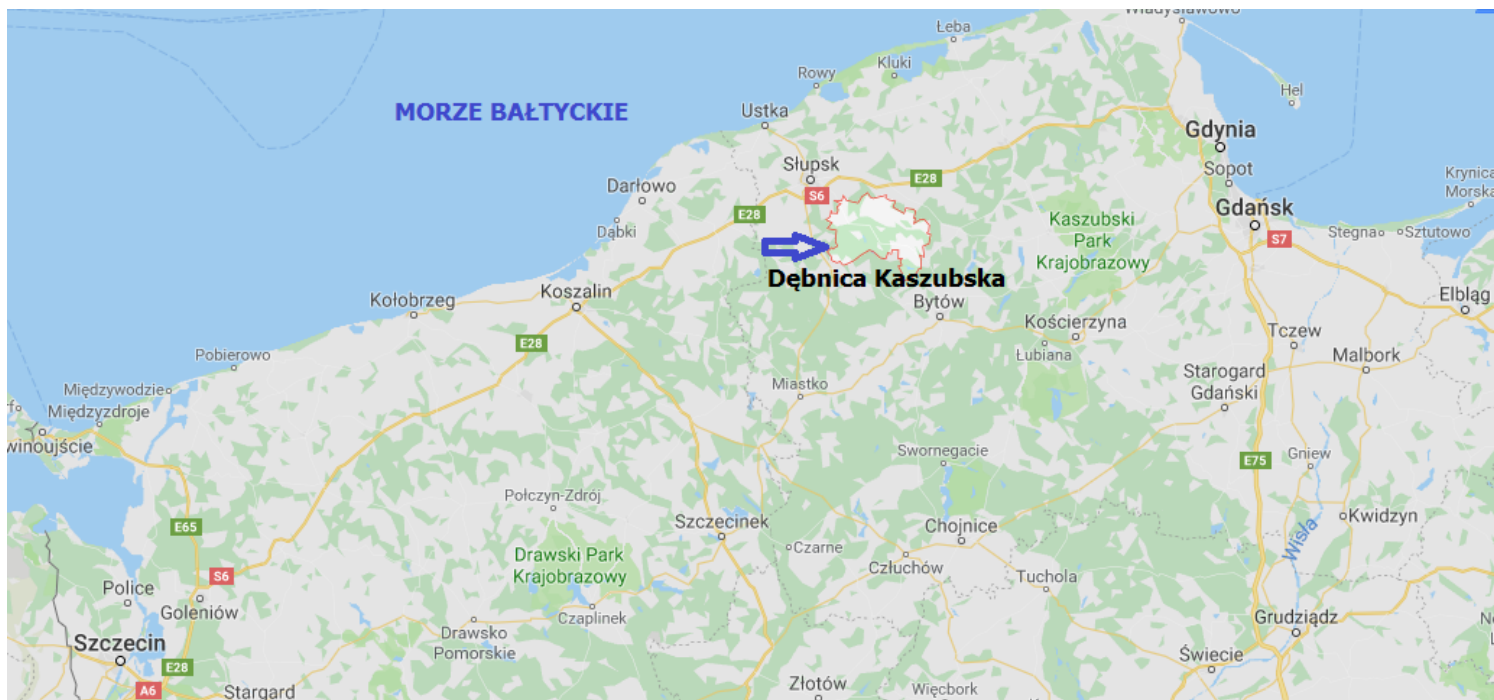 Władysławowo
Łeba
Kluki
Rowy
Hel
MORZE BAŁTYCKIE
Ustka
Gdynia
Słupsk
Sopot
E28
Krynica
Morska
Darłowo
S6
Kaszubski
Park
Krajobrazowy
Gdańsk
E28
Dąbki
S7
Stegna
Sztutowo
Dębnica Kaszubska
Kołobrzeg
Koszalin
Bytów
Elbląg
Kościerzyna
Tczew
E28
Łubiana
Malbork
Pobierowo
Starogard
Gdański
Międzywodzie
Miastko
Międzyzdroje
winoujście
Swornegacie
Gniew
E75
Połczyn-Zdrój
Szczecinek
Chojnice
Kwidzyn
E65
Wisła
Czarne
Drawski Park
Krajobrazowy
Człuchów
S6
Tuchola
Police
Goleniów
Czaplinek
Grudziądz
Drawsko
Pomorskie
Szczecin
Świecie
E28
A6
Stargard
Złotów
Więcbork